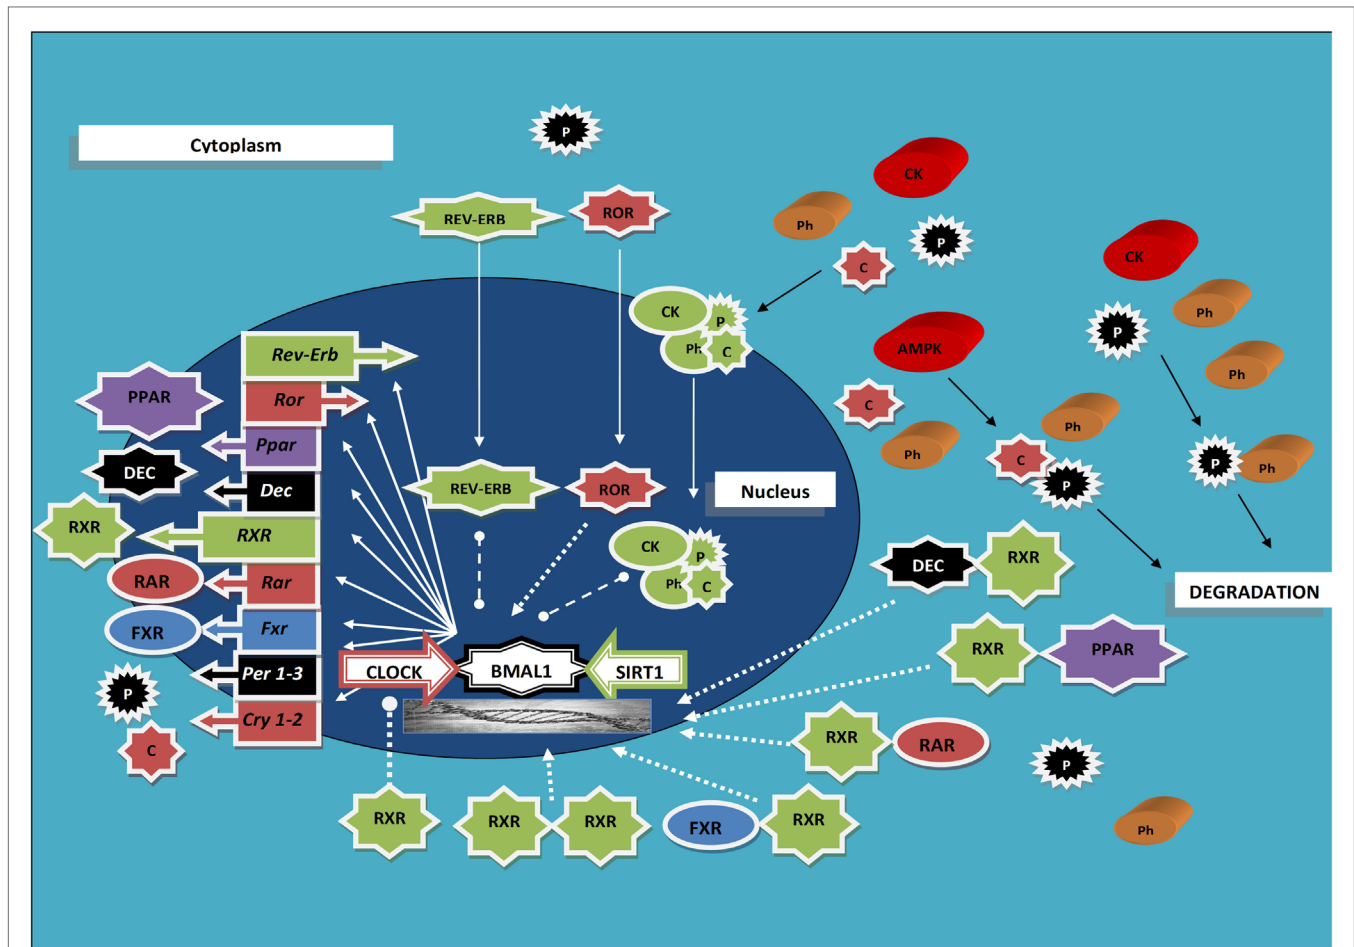 P
Cytoplasm
CK
REV-ERB
ROR
Ph
P
C
CK
Ph
P
CK
P
Ph
C
AMPK
Rev-Erb
PPAR
Ror
C
Ph
Ph
Ppar
Ph
C
P
P
Ph
DEC
Dec
REV-ERB
ROR
Nucleus
RXR
RXR
CK
P
Ph
C
DEC
RXR
RAR
Rar
DEGRADATION
FXR
Fxr
P
Per 1-3
CLOCK
BMAL1
SIRT1
RXR
PPAR
C
Cry 1-2
RXR
RAR
P
RXR
RXR
RXR
FXR
RXR
Ph